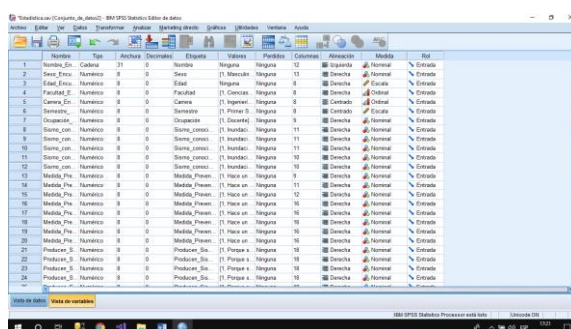 *Estadistica.sav [Conjunto_de_datos2] - IBM SPSS Statistics Editor de datos
Archivo Editar Ver Datos Transformar Analizar Marketing directo Gráficos Utilidades Ventana Ayuda
Nombre Tipo Anchura Decimales Etiqueta Valores Perdidos Columnas Alineación Medida Rol
1 Nombre_En... Cadena 31 0 Nombre Ninguna Ninguna 12 Izquierda Nominal Entrada
2 Sexo_Encu... Numérico 8 0 Sexo {1, Masculin... Ninguna 13 Derecha Nominal Entrada
3 Edad_Encu... Numérico 8 0 Edad Ninguna Ninguna 8 Derecha Escala Entrada
4 Facultad_E... Numérico 8 0 Facultad {1, Ciencias... Ninguna 8 Derecha Ordinal Entrada
5 Carrera_En... Numérico 8 0 Carrera {1, Ingenierí... Ninguna 8 Centrado Ordinal Entrada
6 Semestre_... Numérico 8 0 Semestre {1, Primer S... Ninguna 8 Centrado Escala Entrada
7 Ocupación_... Numérico 8 0 Ocupación {1, Docente}... Ninguna 9 Derecha Nominal Entrada
8 Sismo_con... Numérico 8 0 Sismo_conoci... {1, Inundaci... Ninguna 11 Derecha Nominal Entrada
9 Sismo_con... Numérico 8 0 Sismo_conoci... {1, Inundaci... Ninguna 11 Derecha Nominal Entrada
10 Sismo_con... Numérico 8 0 Sismo_conoci... {1, Inundaci... Ninguna 11 Derecha Nominal Entrada
11 Sismo_con... Numérico 8 0 Sismo_conoci... {1, Inundaci... Ninguna 10 Derecha Nominal Entrada
12 Sismo_con... Numérico 8 0 Sismo_conoci... {1, Inundaci... Ninguna 10 Derecha Nominal Entrada
13 Medida_Pre... Numérico 8 0 Medida_Preven... {1, Hace un ... Ninguna 9 Derecha Nominal Entrada
14 Medida_Pre... Numérico 8 0 Medida_Preven... {1, Hace un ... Ninguna 11 Derecha Nominal Entrada
15 Medida_Pre... Numérico 8 0 Medida_Preven... {1, Hace un ... Ninguna 12 Derecha Nominal Entrada
16 Medida_Pre... Numérico 8 0 Medida_Preven... {1, Hace un ... Ninguna 16 Derecha Nominal Entrada
17 Medida_Pre... Numérico 8 0 Medida_Preven... {1, Hace un ... Ninguna 16 Derecha Nominal Entrada
18 Medida_Pre... Numérico 8 0 Medida_Preven... {1, Hace un ... Ninguna 16 Derecha Nominal Entrada
19 Medida_Pre... Numérico 8 0 Medida_Preven... {1, Hace un ... Ninguna 16 Derecha Nominal Entrada
20 Medida_Pre... Numérico 8 0 Medida_Preven... {1, Hace un ... Ninguna 16 Derecha Nominal Entrada
21 Producen_S... Numérico 8 0 Producen_Sis... {1, Porque s... Ninguna 18 Derecha Nominal Entrada
22 Producen_S... Numérico 8 0 Producen_Sis... {1, Porque s... Ninguna 18 Derecha Nominal Entrada
23 Producen_S... Numérico 8 0 Producen_Sis... {1, Porque s... Ninguna 18 Derecha Nominal Entrada
24 Producen_S... Numérico 8 0 Producen_Sis... {1, Porque s... Ninguna 18 Derecha Nominal Entrada
Vista de datos Vista de variables
IBM SPSS Statistics Processor está listo Unicode:ON
ESP